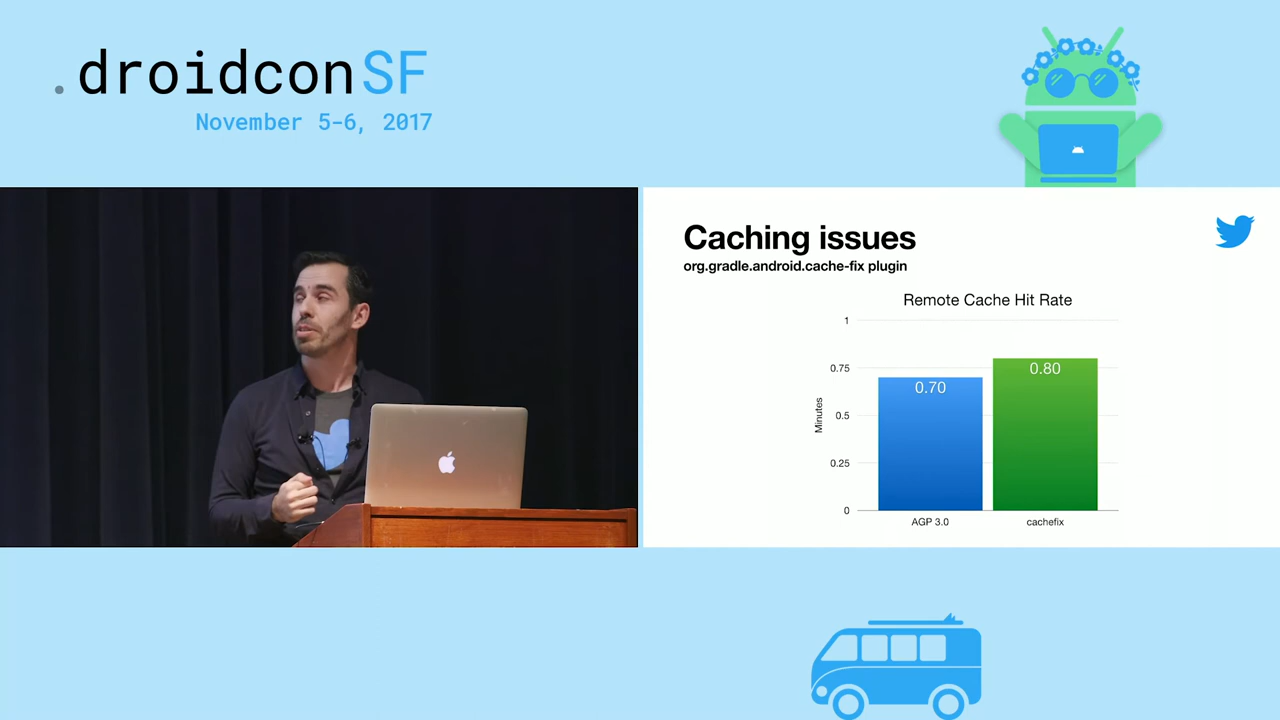 .droidconSF
November 5-6, 2017
Caching issues
org.gradle.android.cache-fix plugin
Remote Cache Hit Rate
Minutes
1
0.75
0.5
0.25
0
0.70
0.80
AGP 3.0
cachefix